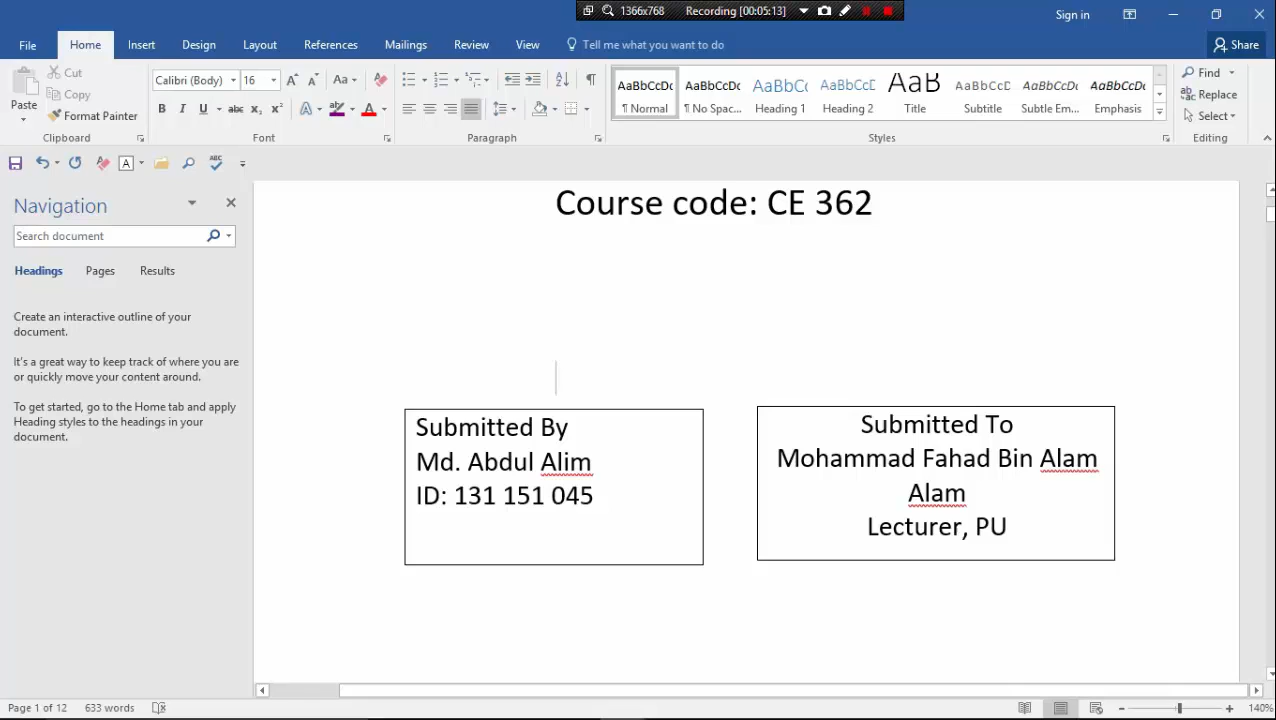 1366x768 Recording [00:05:13]
Sign in
File Home Insert Design Layout References Mailings Review View Tell me what you want to do Share
Cut
Copy
Format Painter
Paste
Clipboard
Calibri (Body) 16
Font
Paragraph
AaBbCcDc AaBbCcDc AaBbCc AaBbCcE AaB AaBbCcD AaBbCcDc AaBbCcDc
¶ Normal ¶ No Spac... Heading 1 Heading 2 Title Subtitle Subtle Em... Emphasis
Styles
Find
Replace
Select
Editing
Navigation
Search document
Headings Pages Results
Create an interactive outline of your
document.
It's a great way to keep track of where you are
or quickly move your content around.
To get started, go to the Home tab and apply
Heading styles to the headings in your
document.
Course code: CE 362
Submitted By
Md. Abdul Alim
ID: 131 151 045
Submitted To
Mohammad Fahad Bin Alam
Alam
Lecturer, PU
Page 1 of 12 633 words
140%